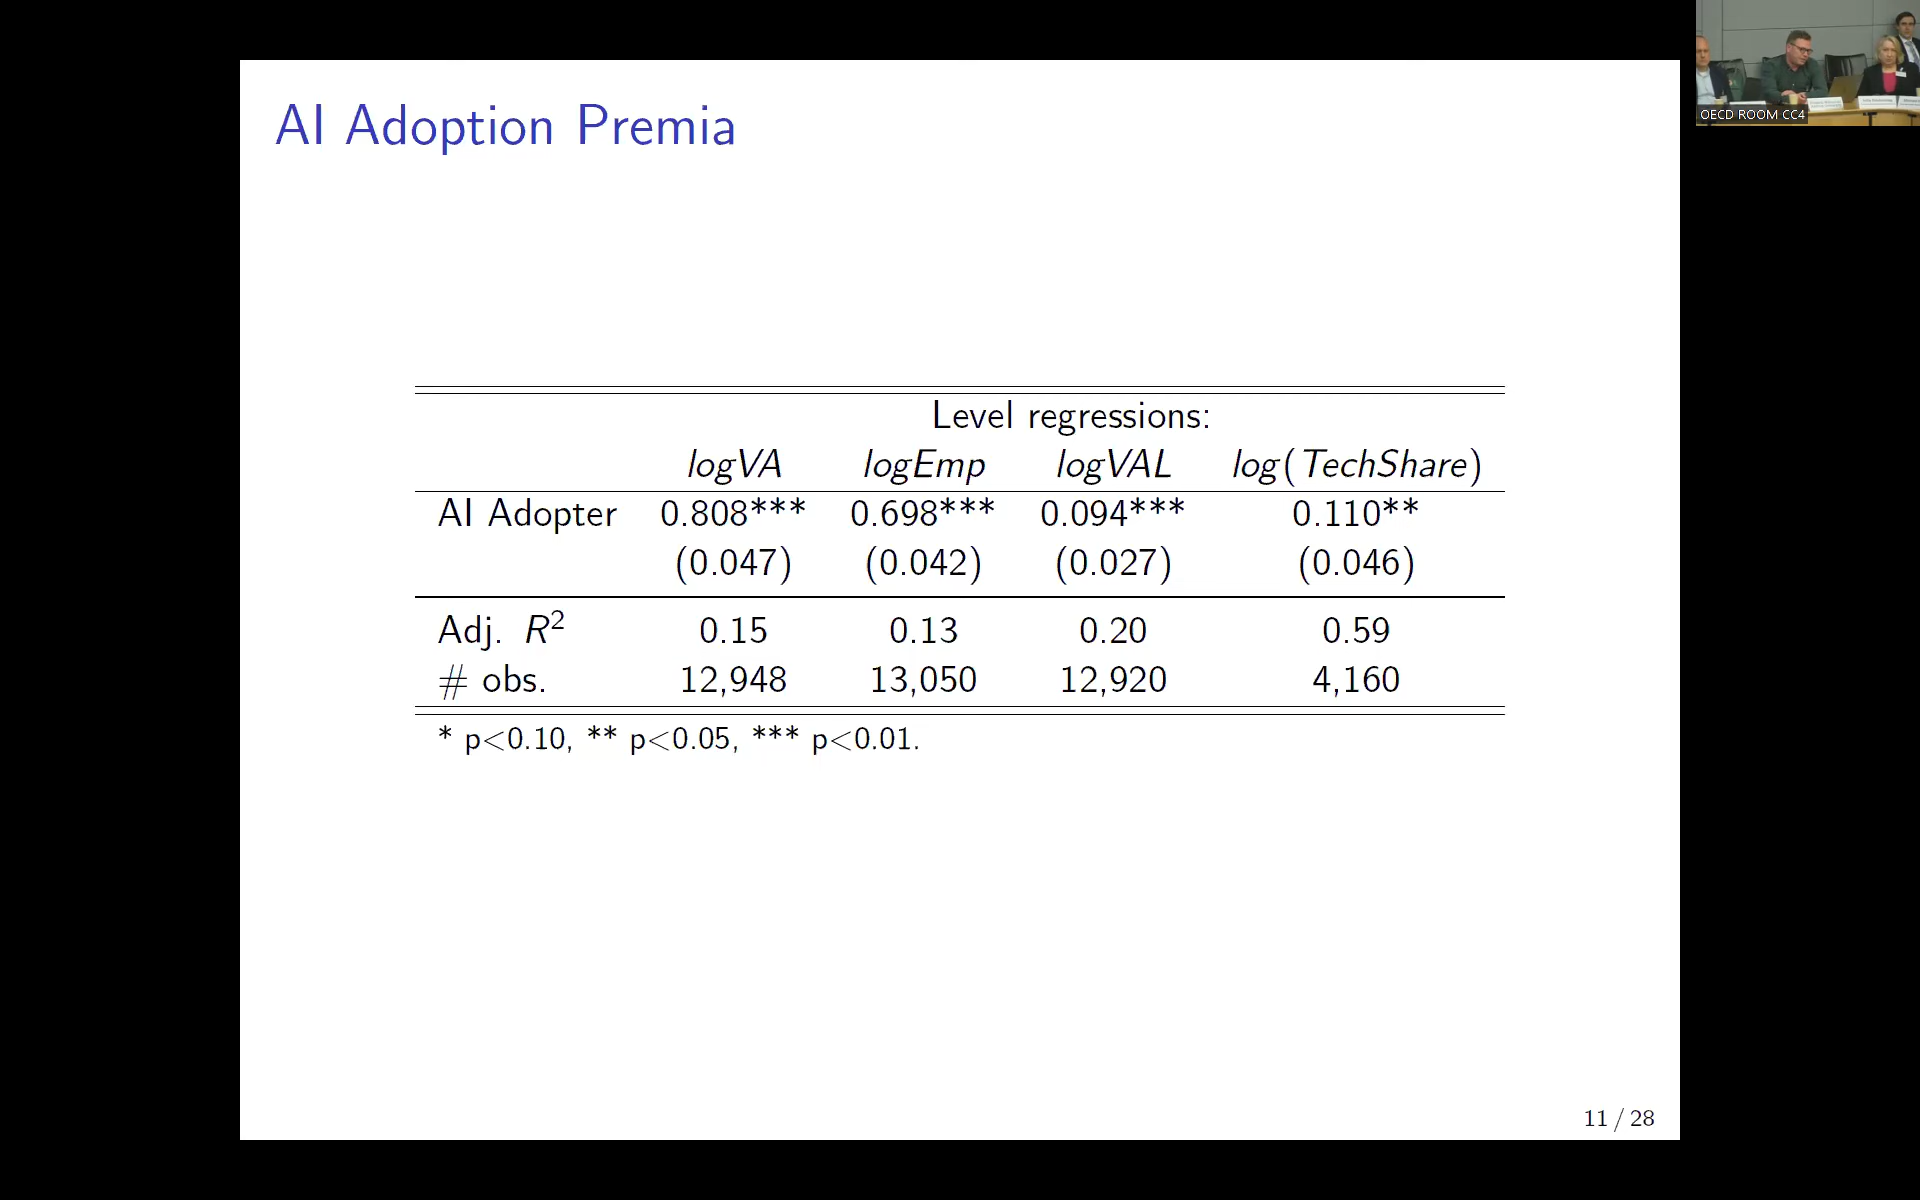 AI Adoption Premia
OECD ROOM CC4
Level regressions:
logVA logEmp logVAL log(TechShare)
AI Adopter 0.808*** 0.698*** 0.094*** 0.110**
(0.047) (0.042) (0.027) (0.046)
Adj. R² 0.15 0.13 0.20 0.59
# obs. 12,948 13,050 12,920 4,160
* p<0.10, ** p<0.05, *** p<0.01.
11 / 28